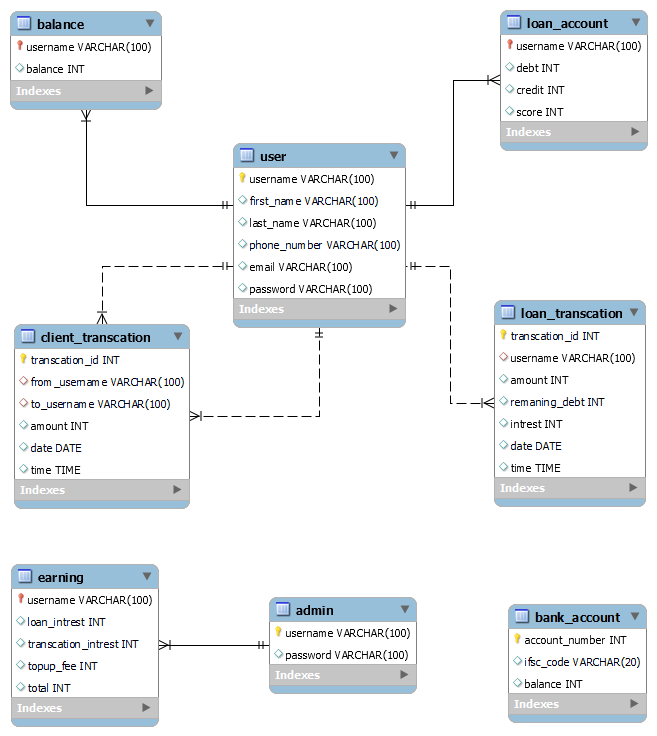 balance
username VARCHAR(100)
balance INT
Indexes
loan_account
username VARCHAR(100)
debt INT
credit INT
score INT
Indexes
user
username VARCHAR(100)
first_name VARCHAR(100)
last_name VARCHAR(100)
phone_number VARCHAR(100)
email VARCHAR(100)
password VARCHAR(100)
Indexes
client_transcation
transcation_id INT
from_username VARCHAR(100)
to_username VARCHAR(100)
amount INT
date DATE
time TIME
Indexes
loan_transcation
transcation_id INT
username VARCHAR(100)
amount INT
remaning_debt INT
intrest INT
date DATE
time TIME
Indexes
earning
username VARCHAR(100)
loan_intrest INT
transcation_intrest INT
topup_fee INT
total INT
Indexes
admin
username VARCHAR(100)
password VARCHAR(100)
Indexes
bank_account
account_number INT
ifsc_code VARCHAR(20)
balance INT
Indexes